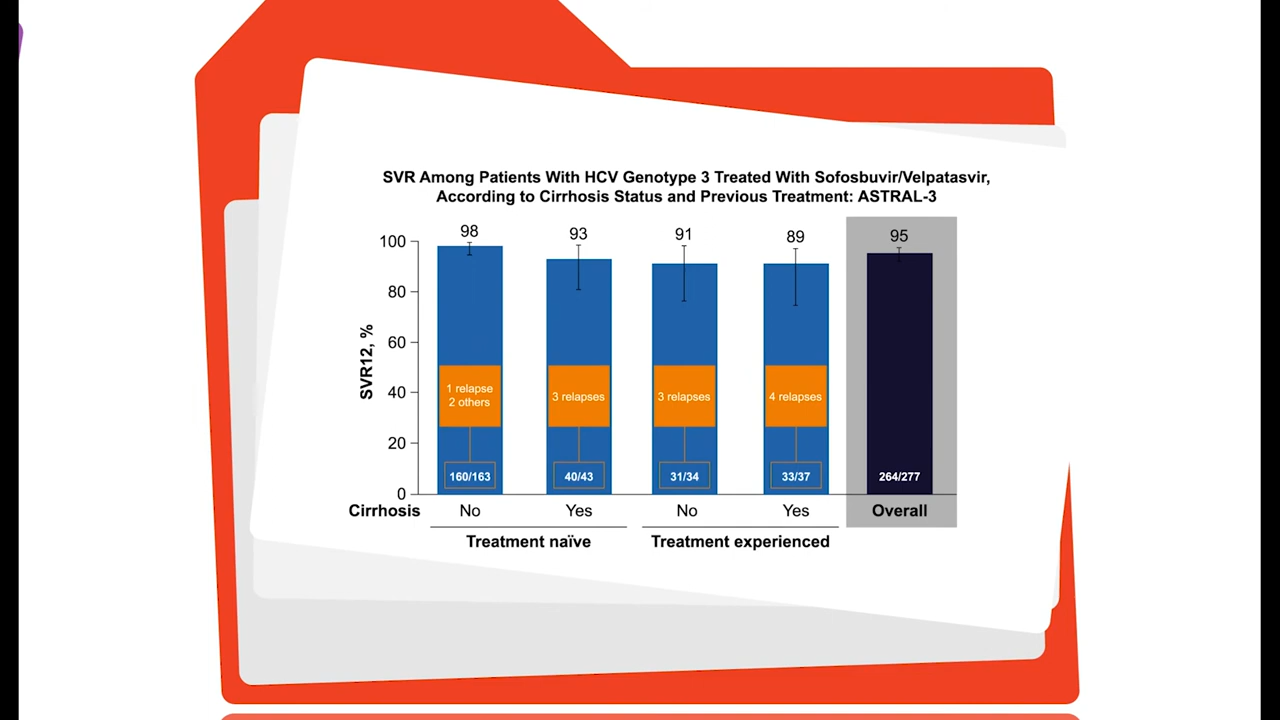 SVR Among Patients With HCV Genotype 3 Treated With Sofosbuvir/Velpatasvir,
According to Cirrhosis Status and Previous Treatment: ASTRAL-3
98
93
91
89
95
100
80
60
40
20
0
SVR12, %
1 relapse
2 others
3 relapses
3 relapses
4 relapses
160/163
40/43
31/34
33/37
264/277
Cirrhosis
No
Yes
No
Yes
Overall
Treatment naïve
Treatment experienced